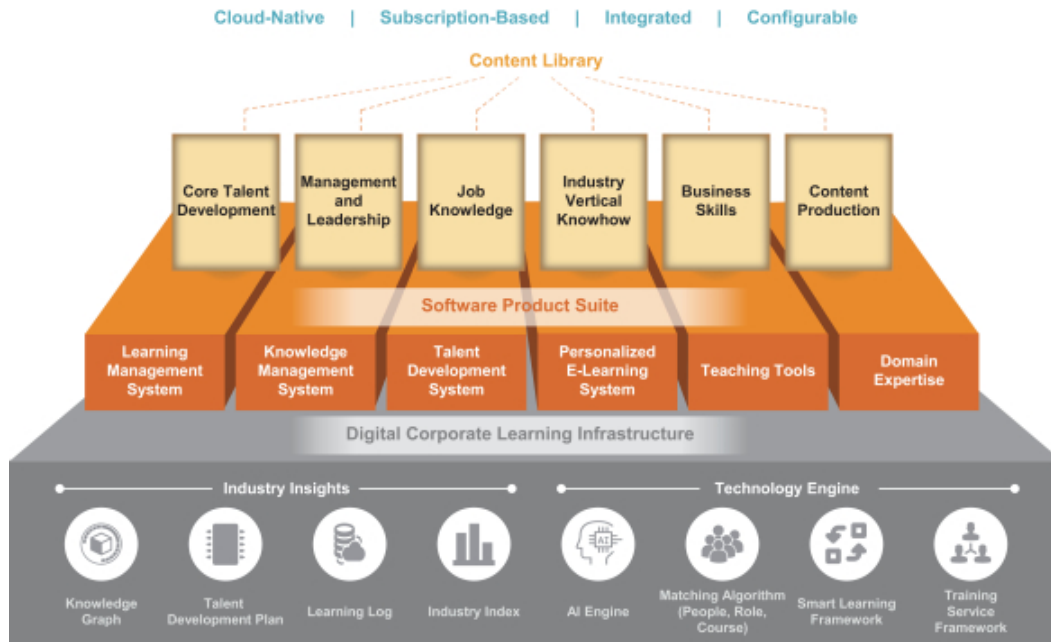 Cloud-Native | Subscription-Based | Integrated | Configurable
Content Library
Core Talent
Development
Management
and
Leadership
Job
Knowledge
Industry
Vertical
Knowhow
Business
Skills
Content
Production
Software Product Suite
Learning
Management
System
Knowledge
Management
System
Talent
Development
System
Personalized
E-Learning
System
Teaching Tools
Domain
Expertise
Digital Corporate Learning Infrastructure
Industry Insights
Technology Engine
Knowledge
Graph
Talent
Development Plan
Learning Log
Industry Index
AI
AI Engine
Matching Algorithm
(People, Role,
Course)
Smart Learning
Framework
Training
Service
Framework